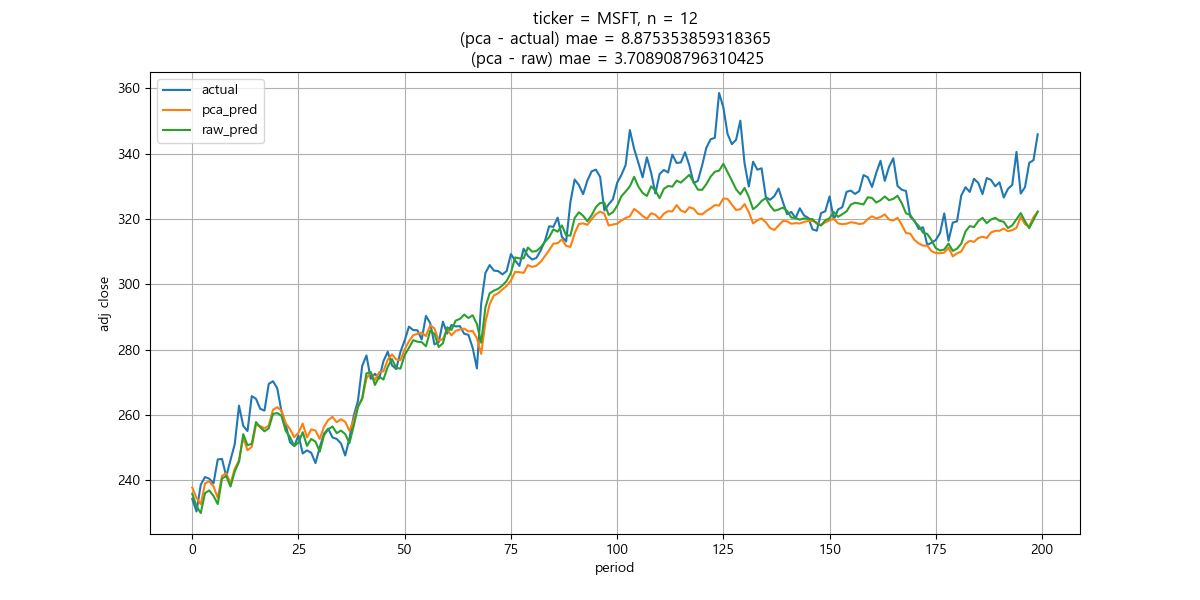 ticker = MSFT, n = 12
(pca - actual) mae = 8.875353859318365
(pca - raw) mae = 3.708908796310425
actual
pca_pred
raw_pred
360
340
320
300
280
260
240
adj close
0
25
50
75
100
125
150
175
200
period